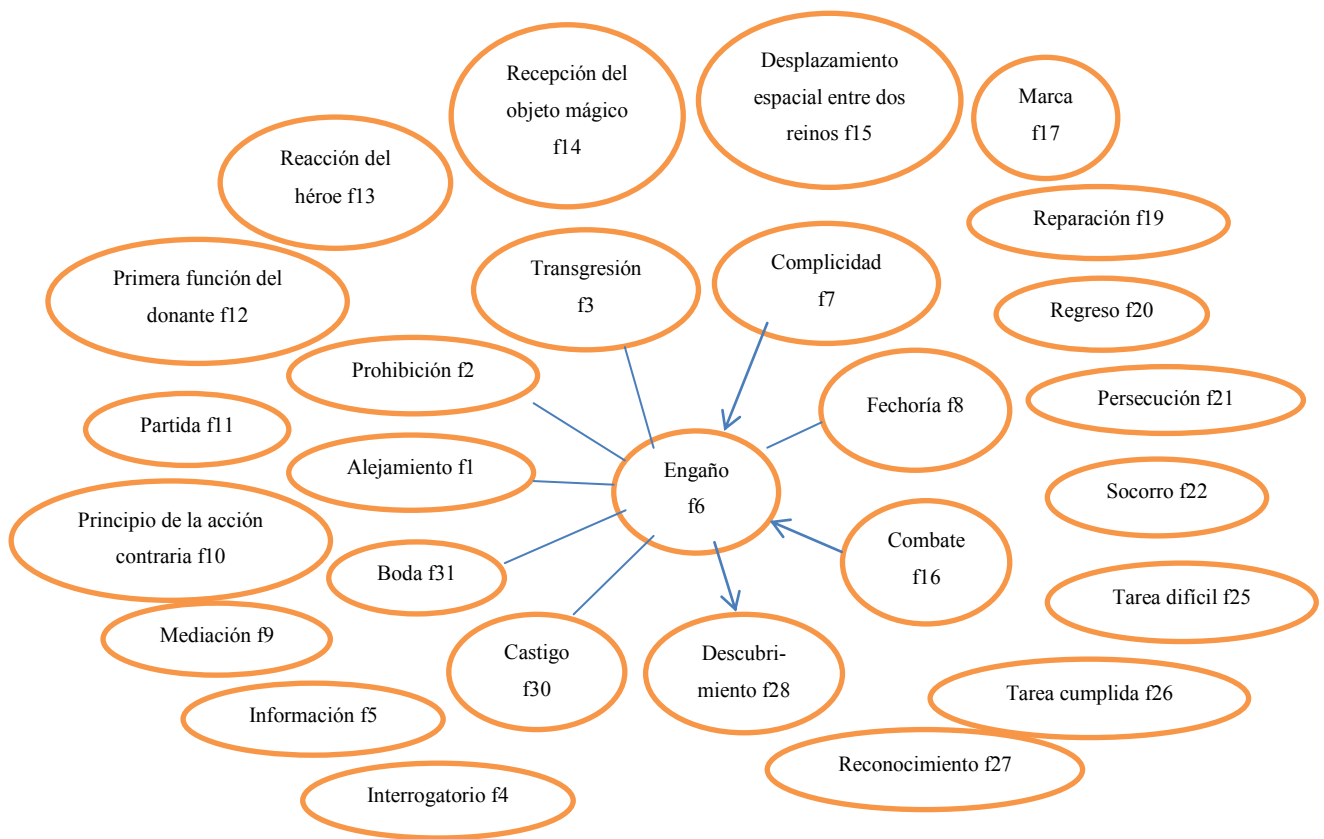 Recepción del
objeto mágico
f14
Desplazamiento
espacial entre dos
reinos f15
Marca
f17
Reacción del
héroe f13
Reparación f19
Primera función del
donante f12
Transgresión
f3
Complicidad
f7
Regreso f20
Prohibición f2
Fechoría f8
Persecución f21
Partida f11
Alejamiento f1
Engaño
f6
Socorro f22
Principio de la acción
contraria f10
Boda f31
Combate
f16
Tarea difícil f25
Mediación f9
Castigo
f30
Descubri-
miento f28
Tarea cumplida f26
Información f5
Reconocimiento f27
Interrogatorio f4